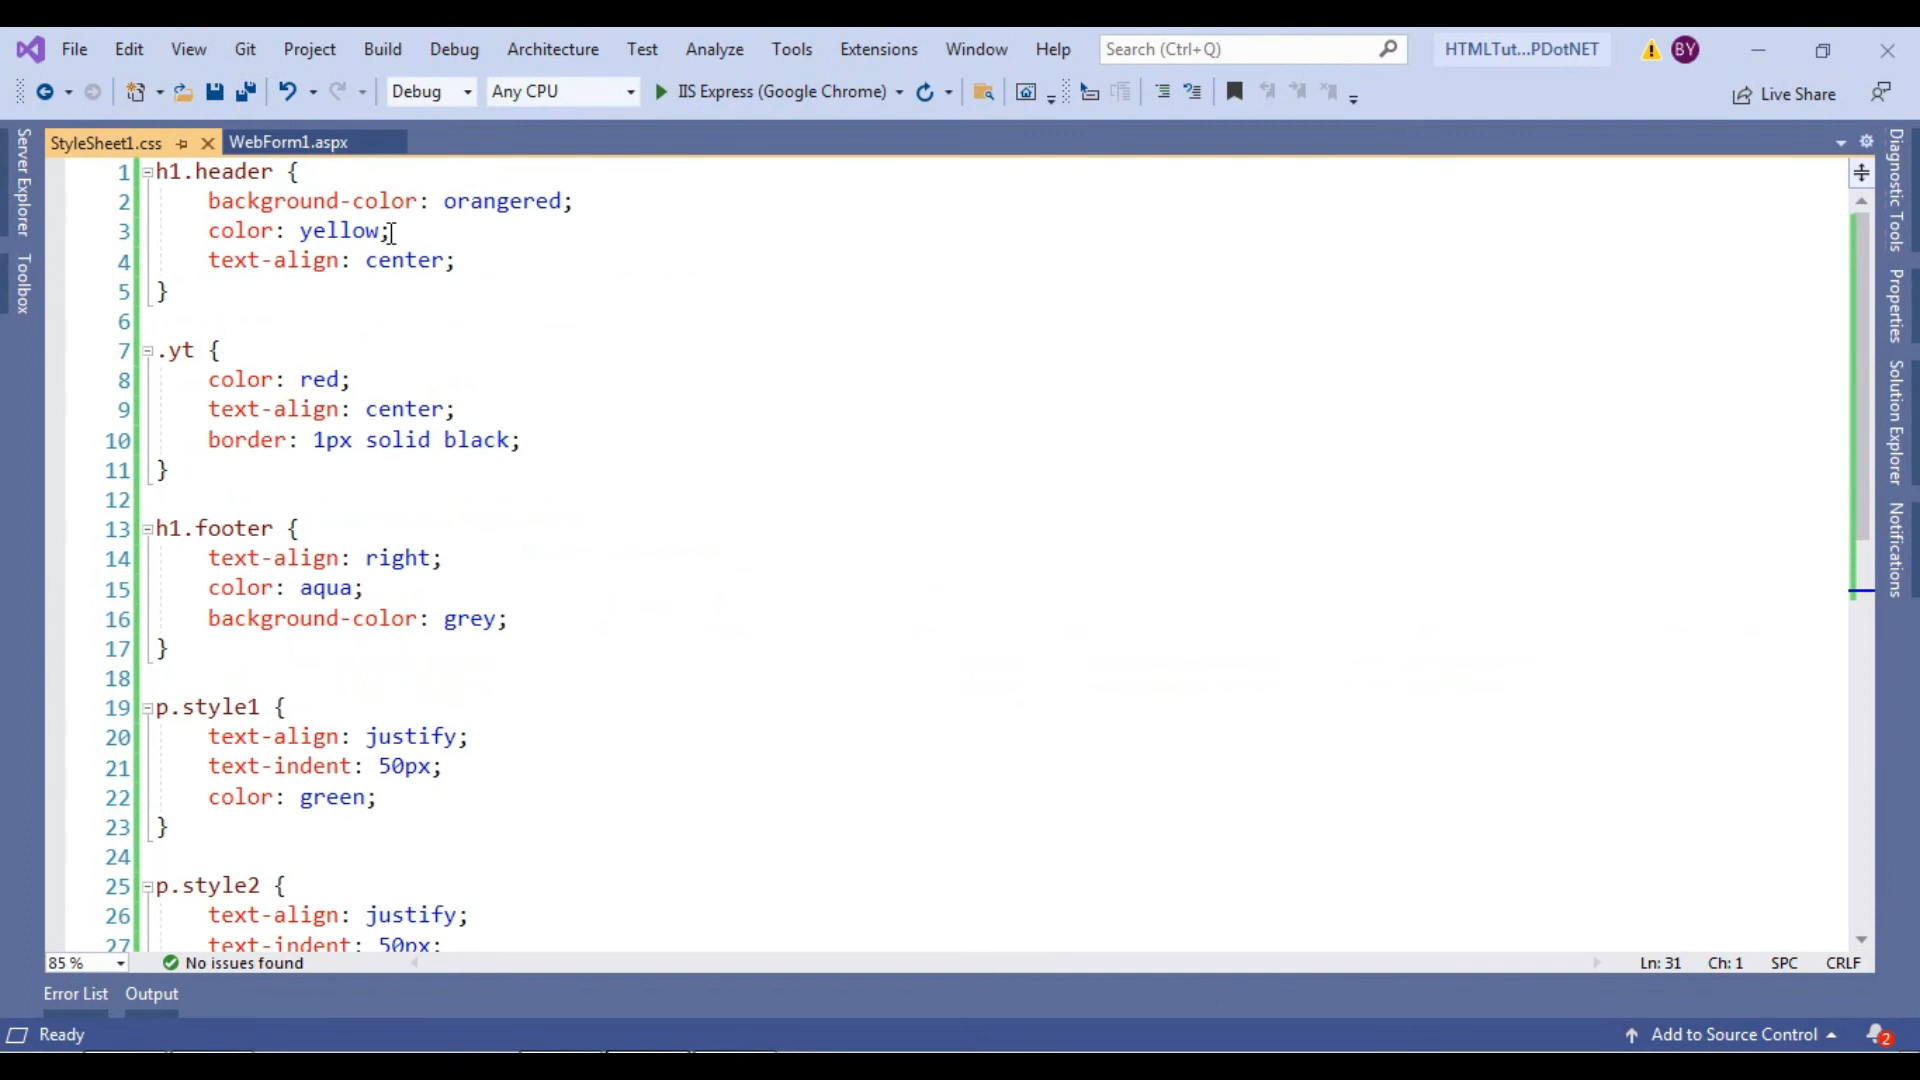 File Edit View Git Project Build Debug Architecture Test Analyze Tools Extensions Window Help Search (Ctrl+Q) HTMLTut...PDotNET BY
Debug Any CPU IIS Express (Google Chrome) Live Share
StyleSheet1.css WebForm1.aspx
Server Explorer
Toolbox
1 h1.header {
2 background-color: orangered;
3 color: yellow;
4 text-align: center;
5 }
6
7 .yt {
8 color: red;
9 text-align: center;
10 border: 1px solid black;
11 }
12
13 h1.footer {
14 text-align: right;
15 color: aqua;
16 background-color: grey;
17 }
18
19 p.style1 {
20 text-align: justify;
21 text-indent: 50px;
22 color: green;
23 }
24
25 p.style2 {
26 text-align: justify;
27 text-indent: 50px;
Diagnostic Tools
Properties
Solution Explorer
Notifications
85 % No issues found Ln: 31 Ch: 1 SPC CRLF
Error List Output
Ready Add to Source Control 2